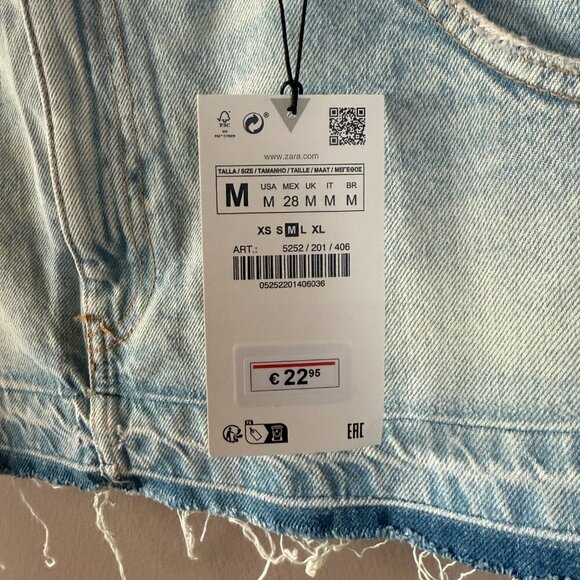 FSC
www.zara.com
TALLA / SIZE / TAMANHO / TAILLE / MAAT / ΜΕΓΕΘΟΣ
M
USA MEX UK IT BR
M 28 M M M
XS S M L XL
ART.: 5252 / 201 / 406
05252201406036
€ 22 95
EAC